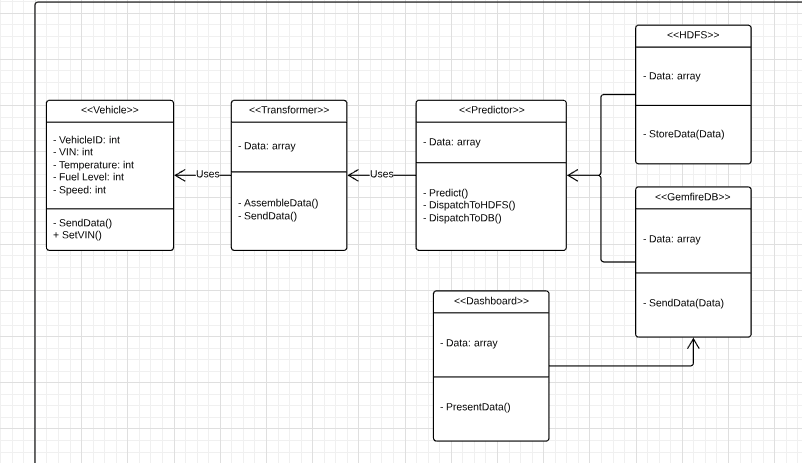 <<Vehicle>>
- VehicleID: int
- VIN: int
- Temperature: int
- Fuel Level: int
- Speed: int
- SendData()
+ SetVIN()
Uses
<<Transformer>>
- Data: array
- AssembleData()
- SendData()
Uses
<<Predictor>>
- Data: array
- Predict()
- DispatchToHDFS()
- DispatchToDB()
<<HDFS>>
- Data: array
- StoreData(Data)
<<GemfireDB>>
- Data: array
- SendData(Data)
<<Dashboard>>
- Data: array
- PresentData()